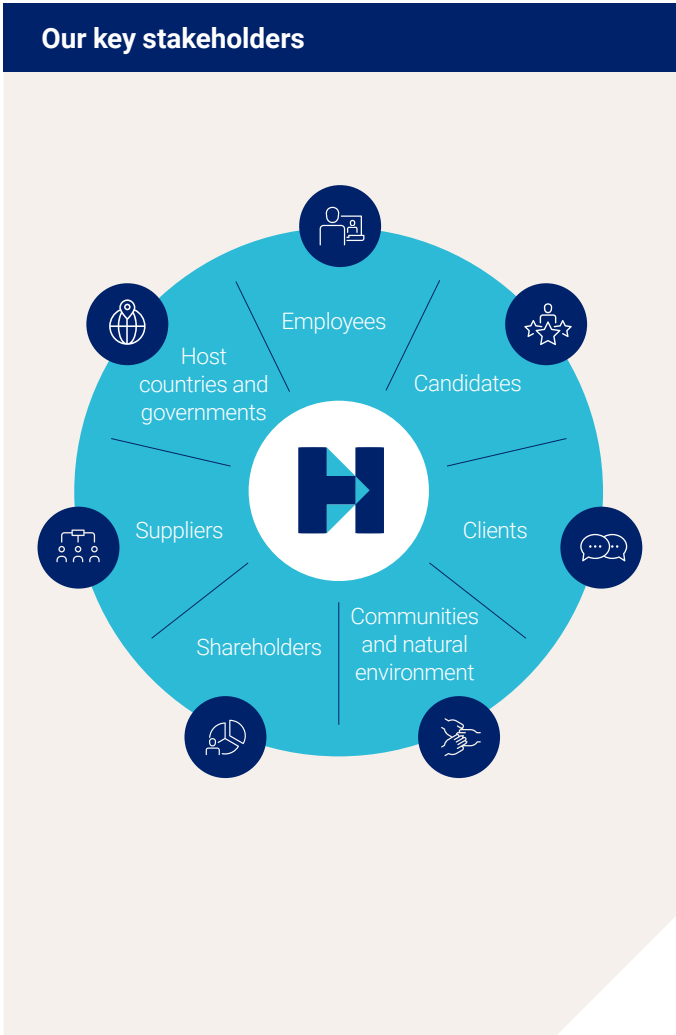 Our key stakeholders
Employees
Candidates
Clients
Communities
and natural
environment
Shareholders
Suppliers
Host
countries and
governments
H